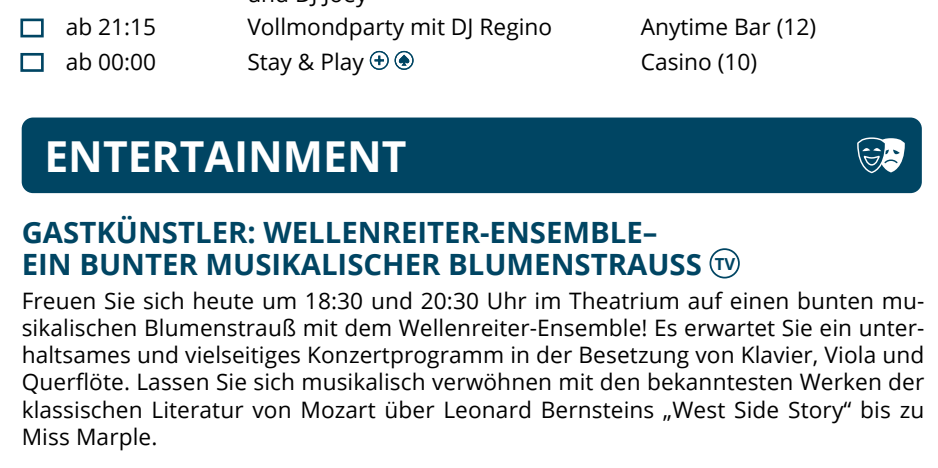 und DJ Joey
ab 21:15 Vollmondparty mit DJ Regino Anytime Bar (12)
ab 00:00 Stay & Play Casino (10)
ENTERTAINMENT
GASTKÜNSTLER: WELLENREITER-ENSEMBLE–
EIN BUNTER MUSIKALISCHER BLUMENSTRAUSS TV
Freuen Sie sich heute um 18:30 und 20:30 Uhr im Theatrium auf einen bunten mu-
sikalischen Blumenstrauß mit dem Wellenreiter-Ensemble! Es erwartet Sie ein unter-
haltsames und vielseitiges Konzertprogramm in der Besetzung von Klavier, Viola und
Querflöte. Lassen Sie sich musikalisch verwöhnen mit den bekanntesten Werken der
klassischen Literatur von Mozart über Leonard Bernsteins „West Side Story“ bis zu
Miss Marple.